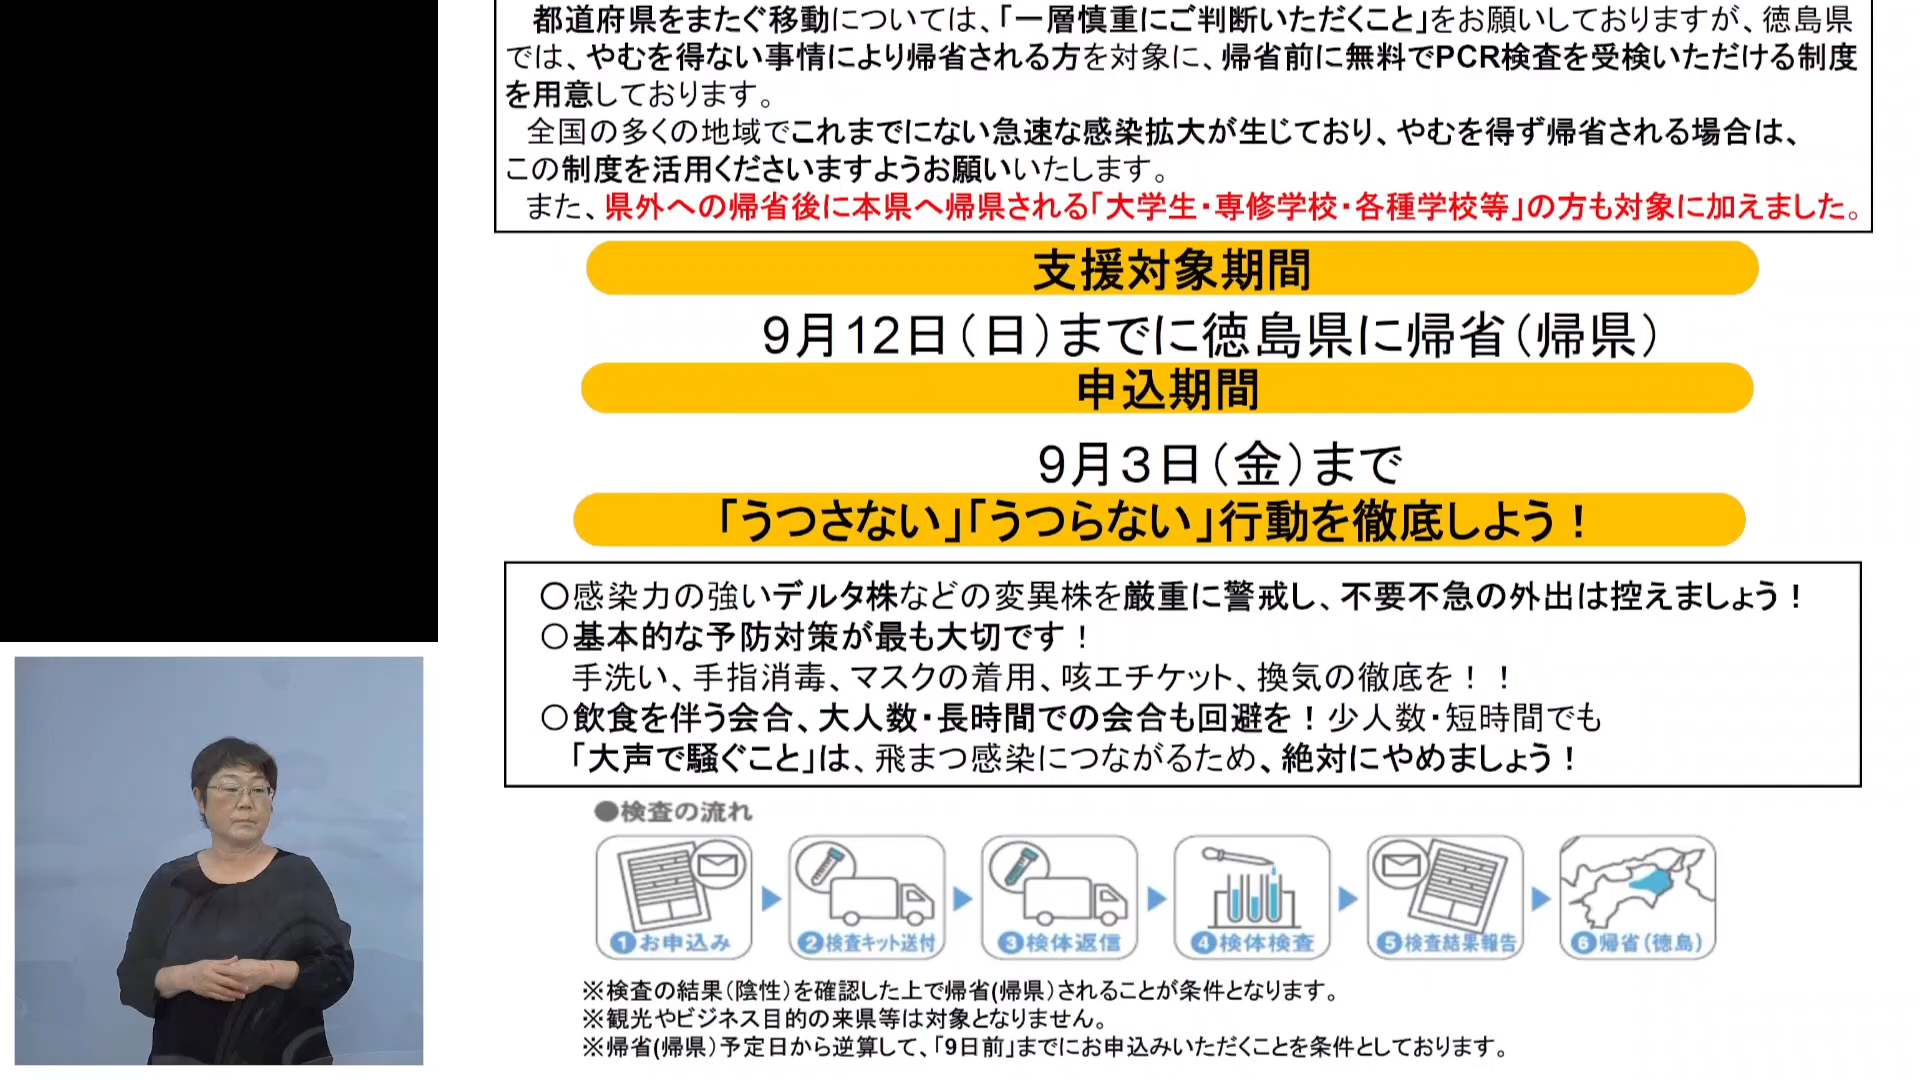 都道府県をまたぐ移動については、「一層慎重にご判断いただくこと」をお願いしておりますが、徳島県
では、やむを得ない事情により帰省される方を対象に、帰省前に無料でPCR検査を受検いただける制度
を用意しております。
全国の多くの地域でこれまでにない急速な感染拡大が生じており、やむを得ず帰省される場合は、
この制度を活用くださいますようお願いいたします。
また、県外への帰省後に本県へ帰県される「大学生・専修学校・各種学校等」の方も対象に加えました。
支援対象期間
9月12日(日)までに徳島県に帰省(帰県)
申込期間
9月3日(金)まで
「うつさない」「うつらない」行動を徹底しよう!
○感染力の強いデルタ株などの変異株を厳重に警戒し、不要不急の外出は控えましょう!
○基本的な予防対策が最も大切です!
手洗い、手指消毒、マスクの着用、咳エチケット、換気の徹底を!!
○飲食を伴う会合、大人数・長時間での会合も回避を!少人数・短時間でも
「大声で騒ぐこと」は、飛まつ感染につながるため、絶対にやめましょう!
●検査の流れ
❶お申込み
❷検査キット送付
❸検体返信
❹検体検査
❺検査結果報告
❻帰省(徳島)
※検査の結果(陰性)を確認した上で帰省(帰県)されることが条件となります。
※観光やビジネス目的の来県等は対象となりません。
※帰省(帰県)予定日から逆算して、「9日前」までにお申込みいただくことを条件としております。